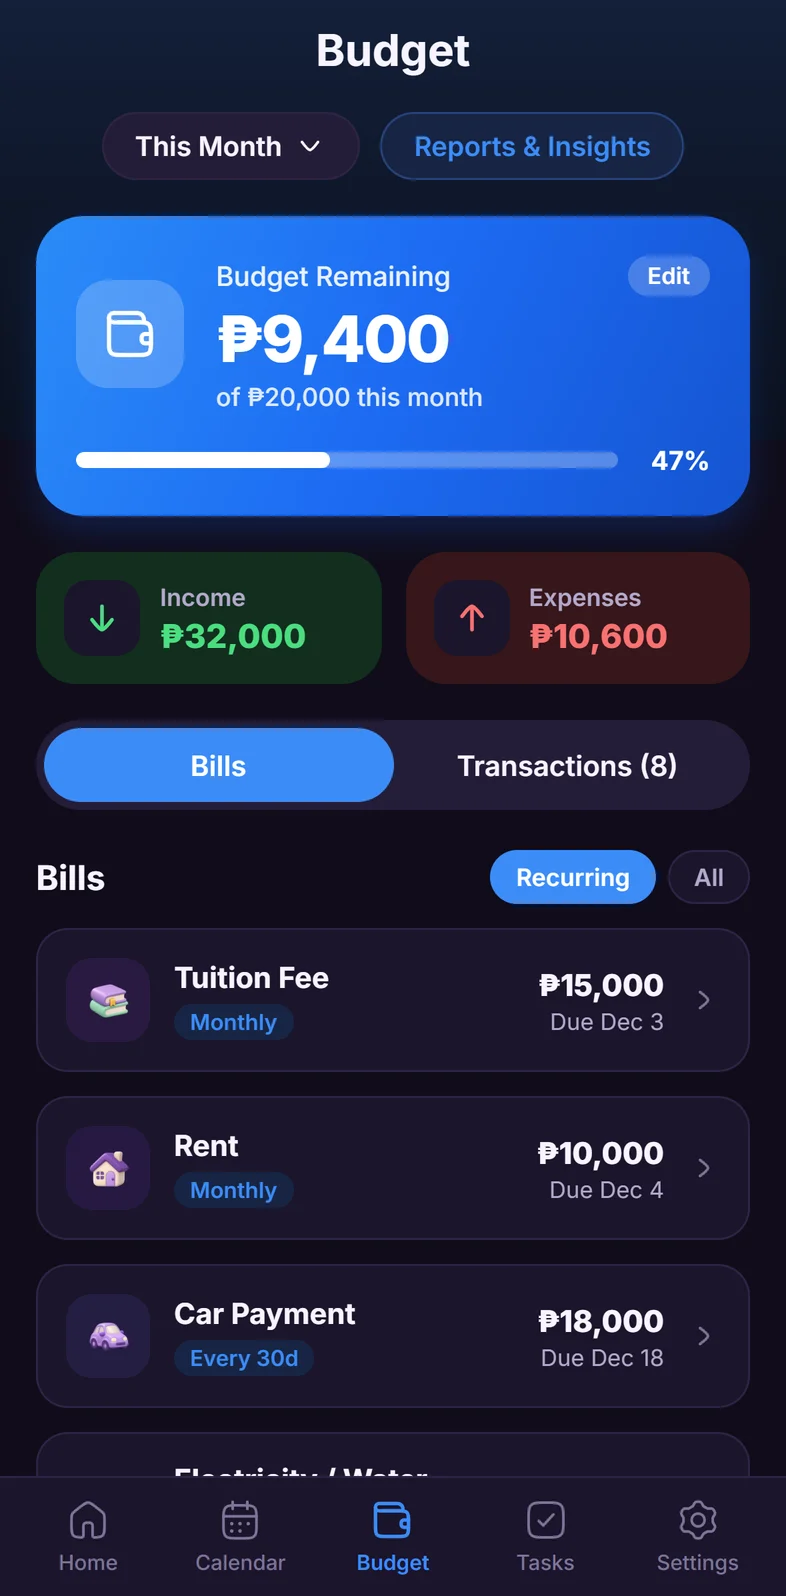 Budget
This Month
Reports & Insights
Budget Remaining
Edit
₱9,400
of ₱20,000 this month
47%
Income
₱32,000
Expenses
₱10,600
Bills
Transactions (8)
Bills
Recurring
All
Tuition Fee
Monthly
₱15,000
Due Dec 3
Rent
Monthly
₱10,000
Due Dec 4
Car Payment
Every 30d
₱18,000
Due Dec 18
Electricity / Water
Home
Calendar
Budget
Tasks
Settings